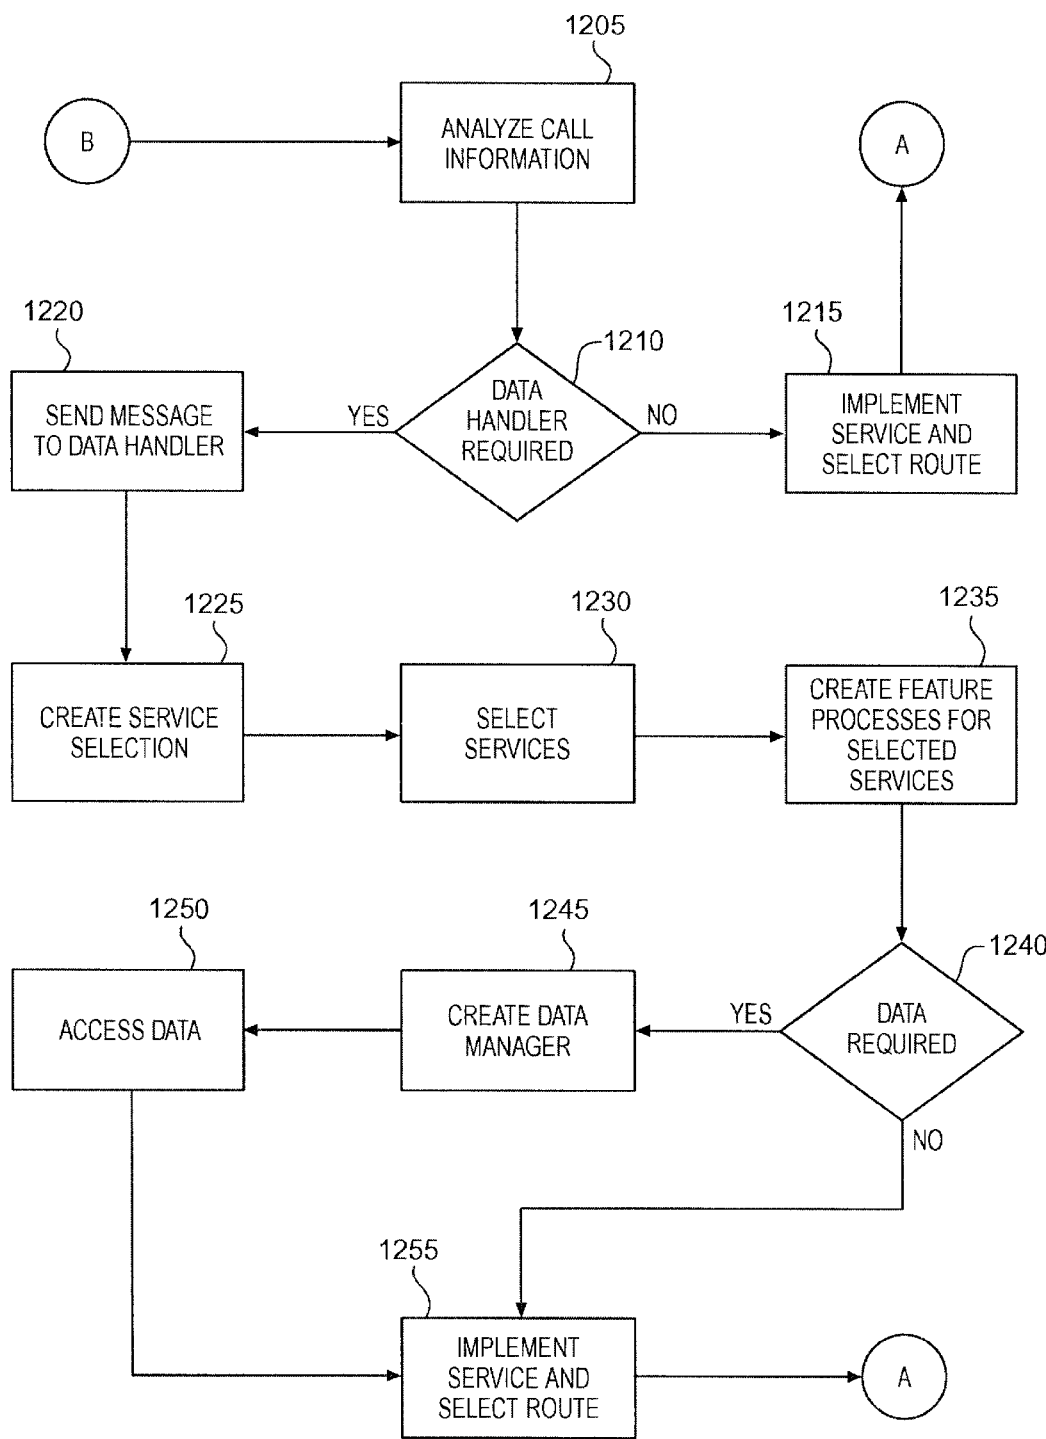 1205
B
ANALYZE CALL
INFORMATION
A
1220
1210
1215
SEND MESSAGE
TO DATA HANDLER
YES
DATA
HANDLER
REQUIRED
NO
IMPLEMENT
SERVICE AND
SELECT ROUTE
1225
1230
1235
CREATE SERVICE
SELECTION
SELECT
SERVICES
CREATE FEATURE
PROCESSES FOR
SELECTED
SERVICES
1250
1245
1240
ACCESS DATA
CREATE DATA
MANAGER
YES
DATA
REQUIRED
NO
1255
IMPLEMENT
SERVICE AND
SELECT ROUTE
A